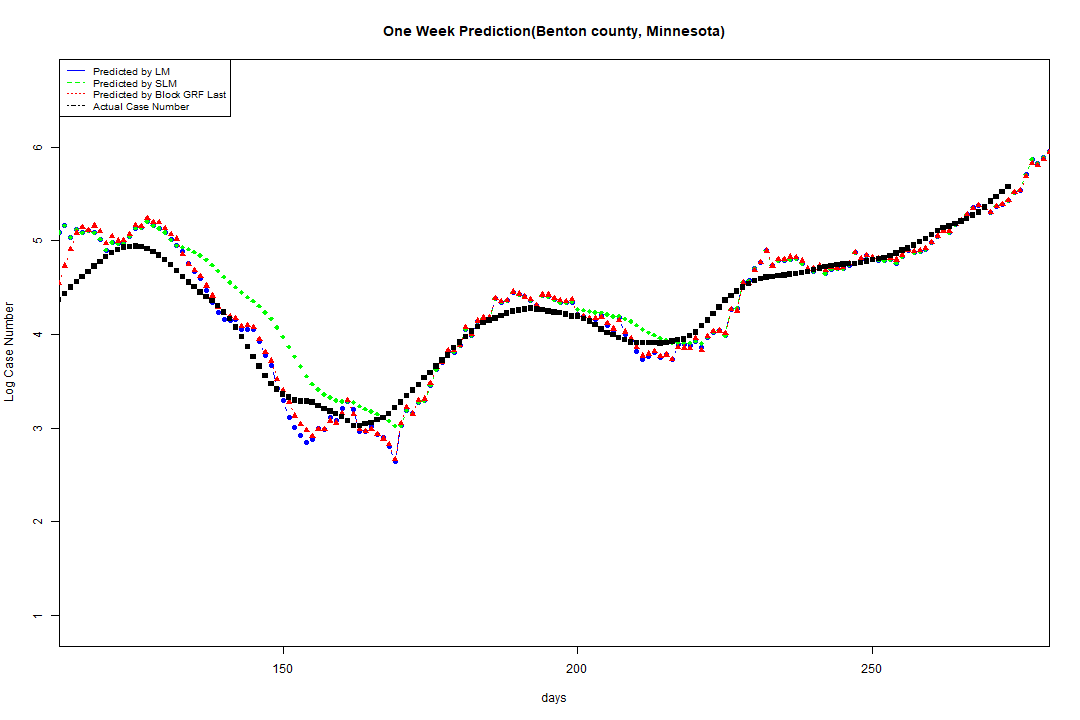 One Week Prediction(Benton county, Minnesota)
Predicted by LM
Predicted by SLM
Predicted by Block GRF Last
Actual Case Number
Log Case Number
6
5
4
3
2
1
150
200
250
days